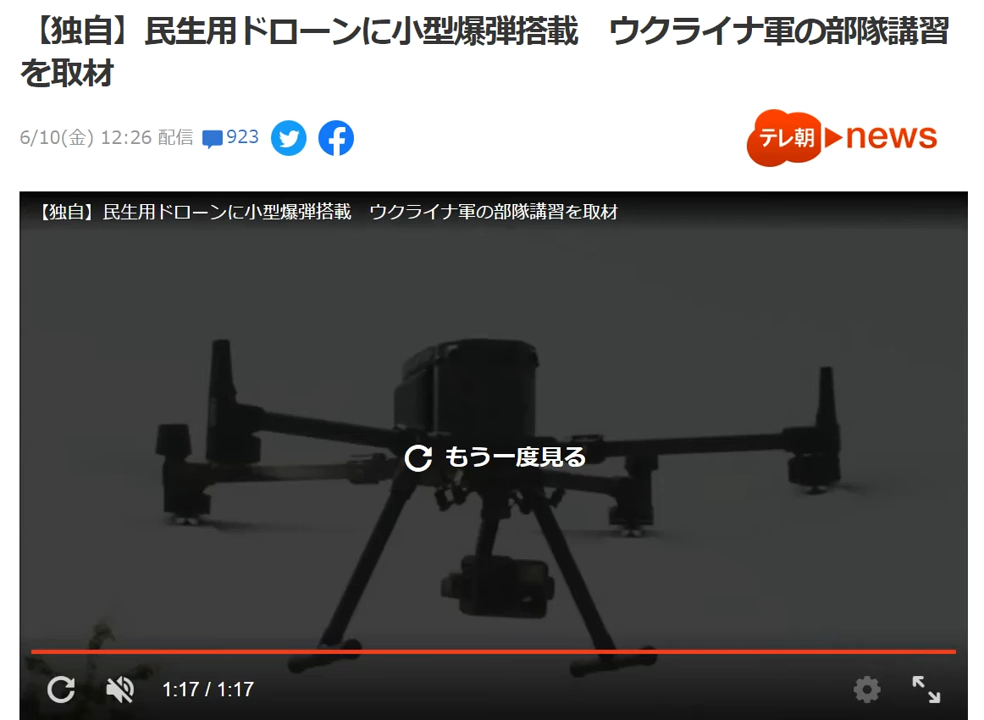 【独自】民生用ドローンに小型爆弾搭載　ウクライナ軍の部隊講習
を取材
6/10(金) 12:26 配信 923
テレ朝news
【独自】民生用ドローンに小型爆弾搭載　ウクライナ軍の部隊講習を取材
もう一度見る
1:17 / 1:17